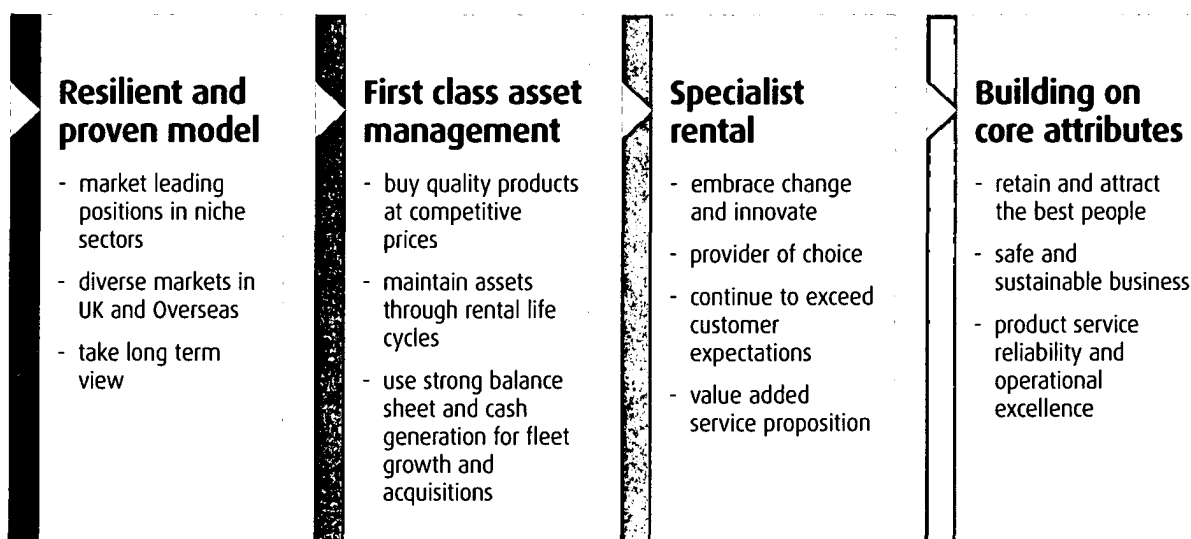 Resilient and
proven model
- market leading
positions in niche
sectors
- diverse markets in
UK and Overseas
- take long term
view
First class asset
management
- buy quality products
at competitive
prices
- maintain assets
through rental life
cycles
- use strong balance
sheet and cash
generation for fleet
growth and
acquisitions
Specialist
rental
- embrace change
and innovate
- provider of choice
- continue to exceed
customer
expectations
- value added
service proposition
Building on
core attributes
- retain and attract
the best people
- safe and
sustainable business
- product service
reliability and
operational
excellence